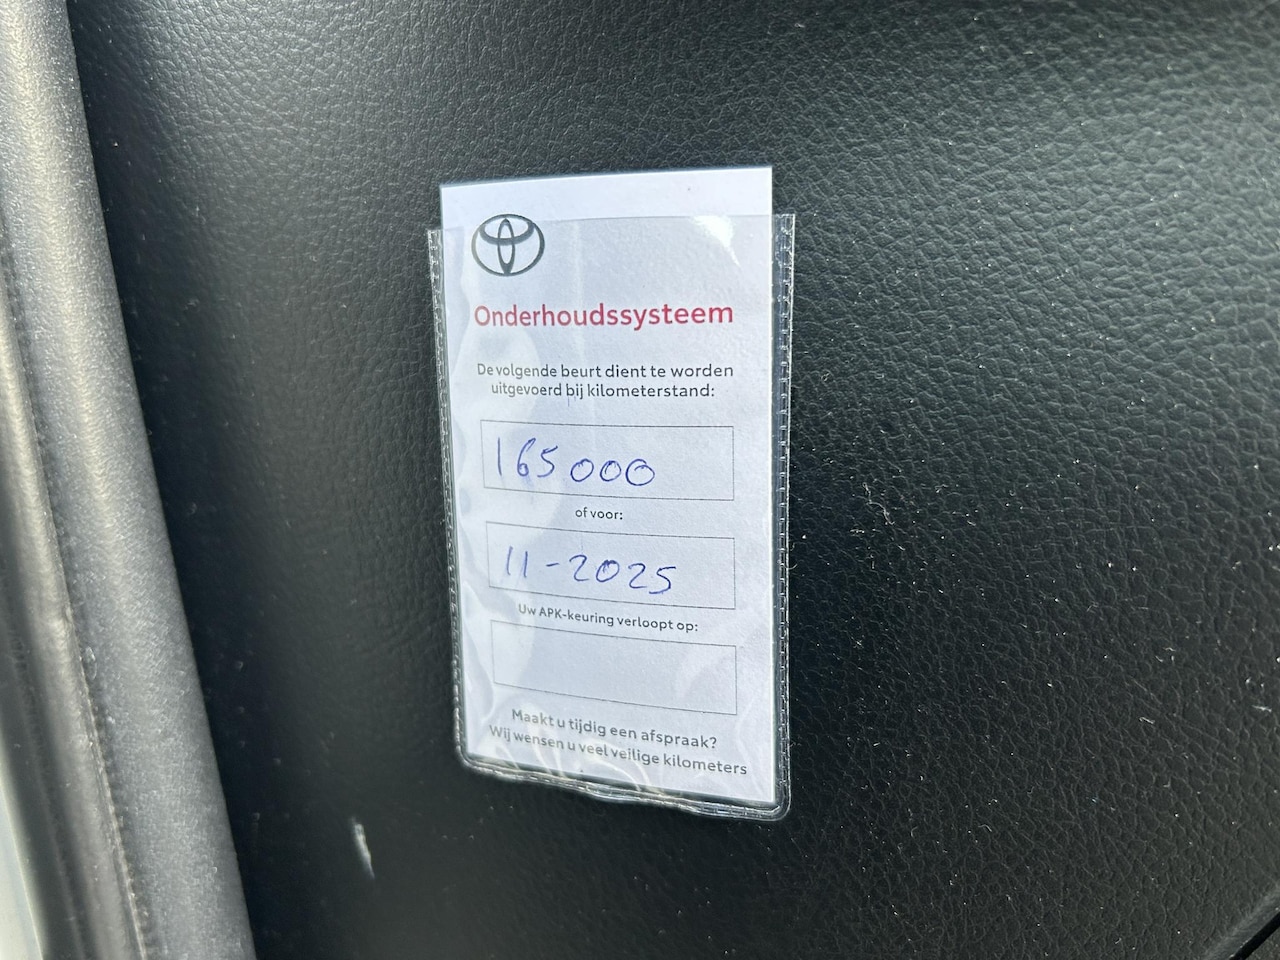 Onderhoudssysteem
De volgende beurt dient te worden
uitgevoerd bij kilometerstand:
165000
of voor:
11-2025
Uw APK-keuring verloopt op:
Maakt u tijdig een afspraak?
Wij wensen u veel veilige kilometers